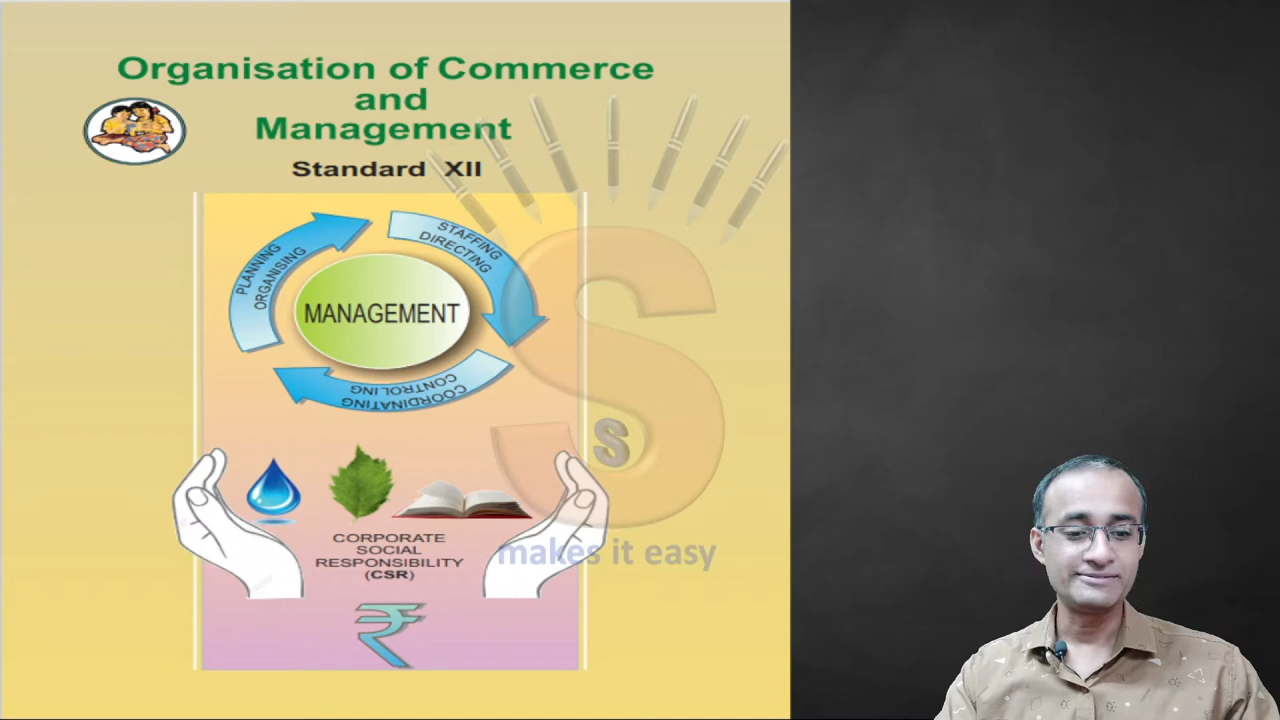 Organisation of Commerce
and
Management
Standard XII
PLANNING
ORGANISING
STAFFING
DIRECTING
MANAGEMENT
CONTROLING
COORDINATING
CORPORATE
SOCIAL
RESPONSIBILITY
(CSR)
₹
S
s
makes it easy